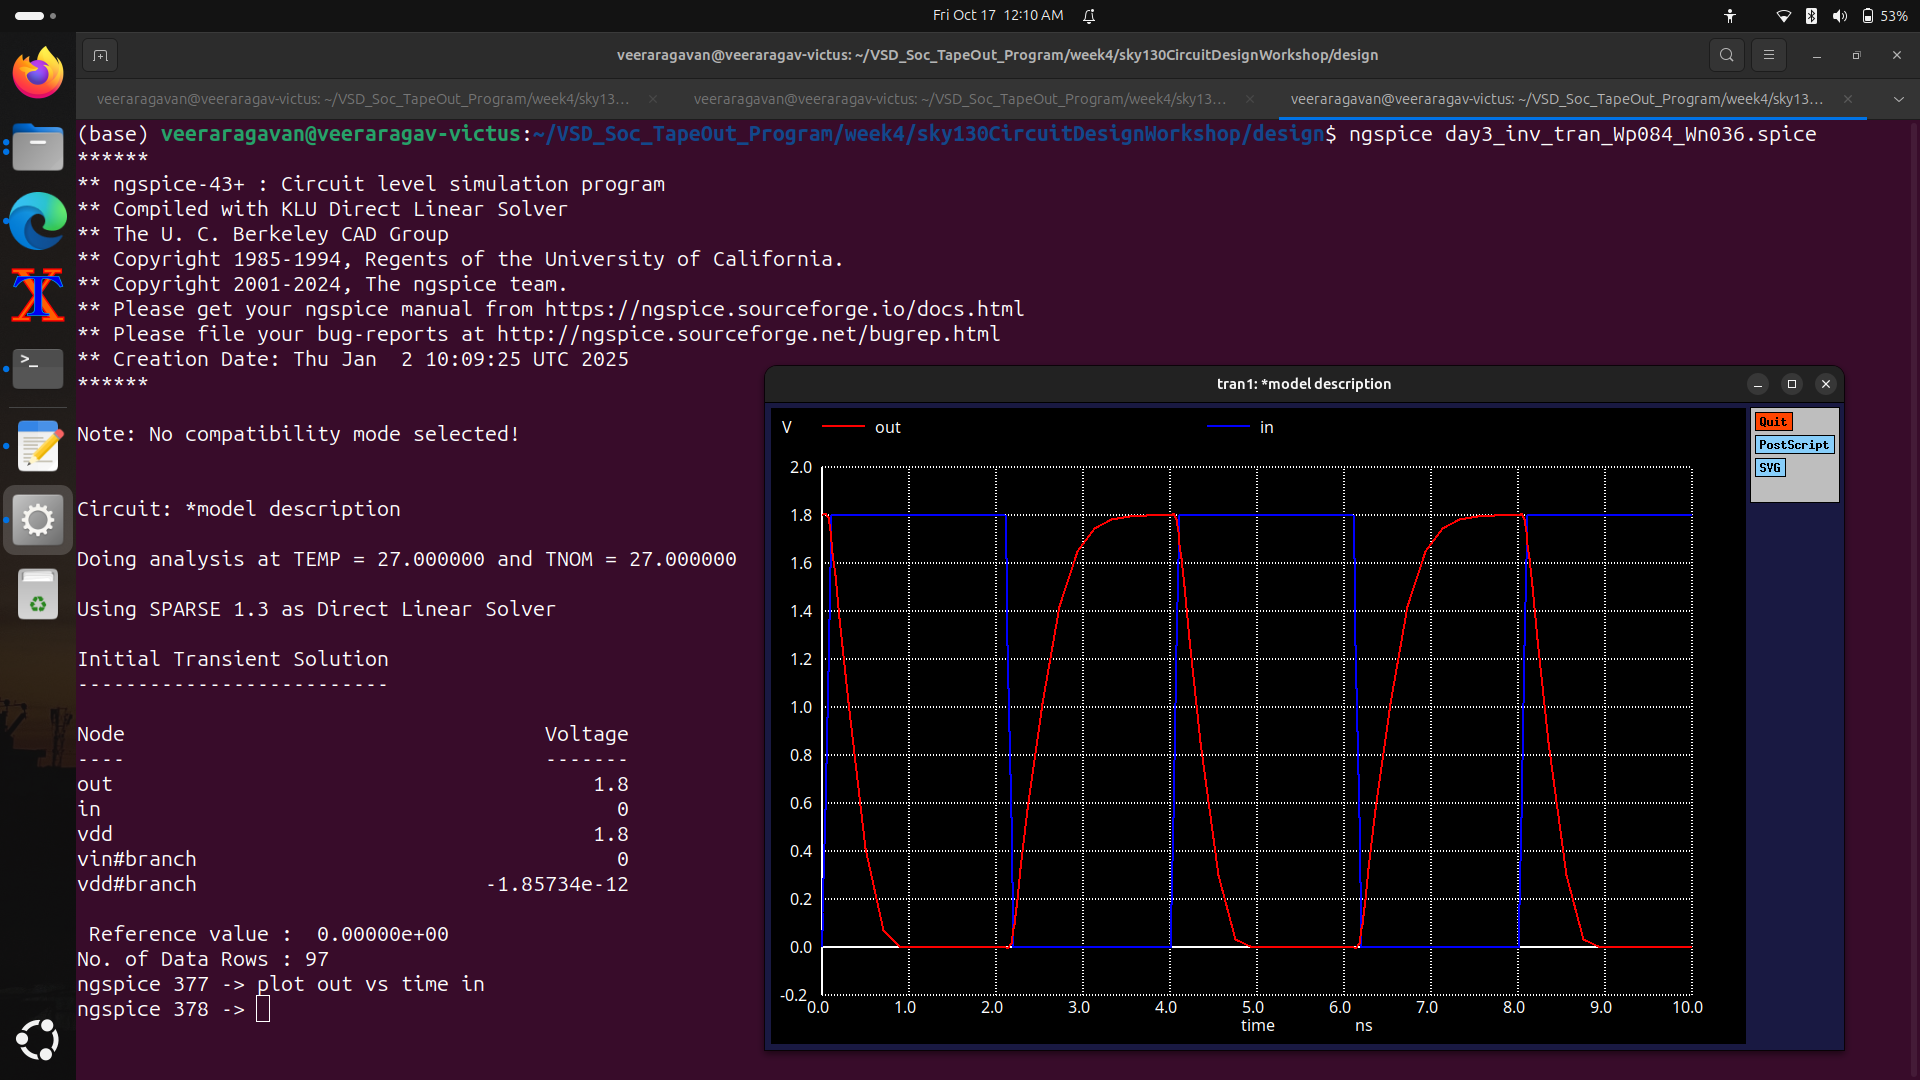 Fri Oct 17  12:10 AM
53%
veeraragavan@veeraragav-victus: ~/VSD_Soc_TapeOut_Program/week4/sky130CircuitDesignWorkshop/design
veeraragavan@veeraragav-victus: ~/VSD_Soc_TapeOut_Program/week4/sky13...
veeraragavan@veeraragav-victus: ~/VSD_Soc_TapeOut_Program/week4/sky13...
veeraragavan@veeraragav-victus: ~/VSD_Soc_TapeOut_Program/week4/sky13...
(base) veeraragavan@veeraragav-victus:~/VSD_Soc_TapeOut_Program/week4/sky130CircuitDesignWorkshop/design$ ngspice day3_inv_tran_Wp084_Wn036.spice
******
** ngspice-43+ : Circuit level simulation program
** Compiled with KLU Direct Linear Solver
** The U. C. Berkeley CAD Group
** Copyright 1985-1994, Regents of the University of California.
** Copyright 2001-2024, The ngspice team.
** Please get your ngspice manual from https://ngspice.sourceforge.io/docs.html
** Please file your bug-reports at http://ngspice.sourceforge.net/bugrep.html
** Creation Date: Thu Jan  2 10:09:25 UTC 2025
******
Note: No compatibility mode selected!
Circuit: *model description
Doing analysis at TEMP = 27.000000 and TNOM = 27.000000
Using SPARSE 1.3 as Direct Linear Solver
Initial Transient Solution
--------------------------
Node                                   Voltage
----                                   -------
out                                        1.8
in                                           0
vdd                                        1.8
vin#branch                                   0
vdd#branch                        -1.85734e-12
 Reference value :  0.00000e+00
No. of Data Rows : 97
ngspice 377 -> plot out vs time in
ngspice 378 ->
tran1: *model description
V
out
in
Quit
PostScript
SVG
2.0
1.8
1.6
1.4
1.2
1.0
0.8
0.6
0.4
0.2
0.0
-0.2
0.0 1.0 2.0 3.0 4.0 5.0 6.0 7.0 8.0 9.0 10.0
time ns